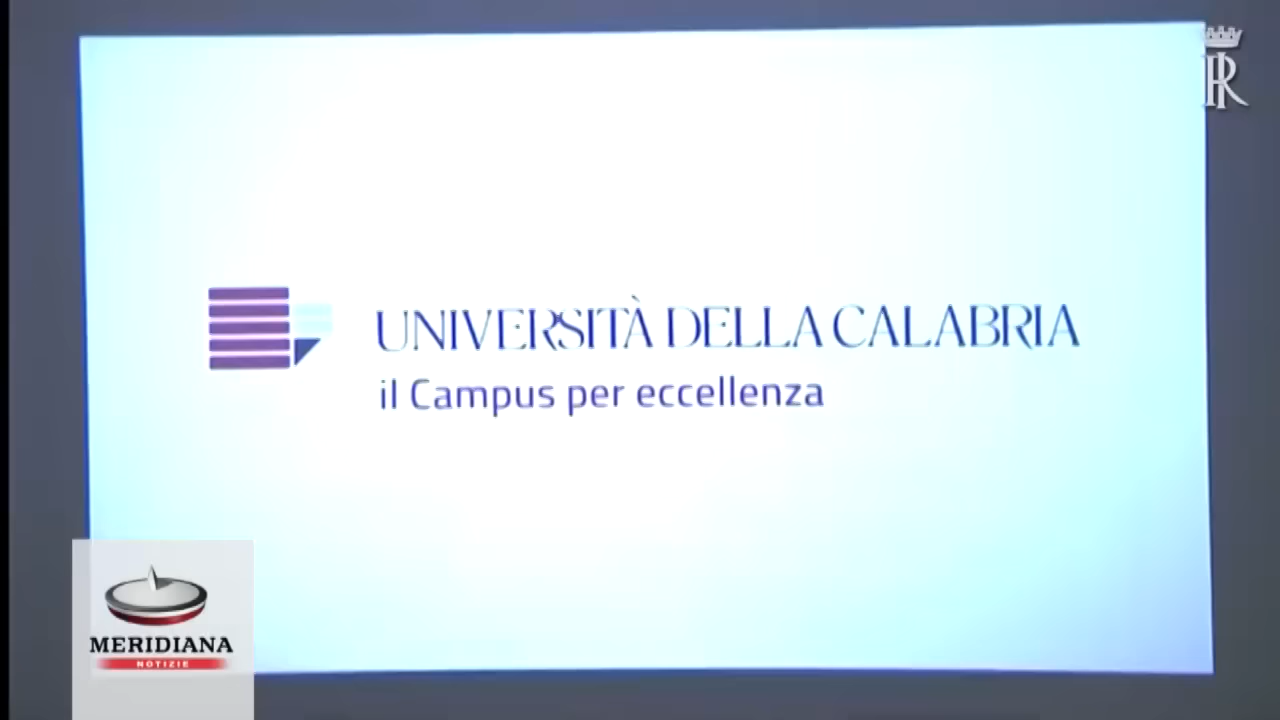 UNIVERSITÀ DELLA CALABRIA
il Campus per eccellenza
MERIDIANA
NOTIZIE